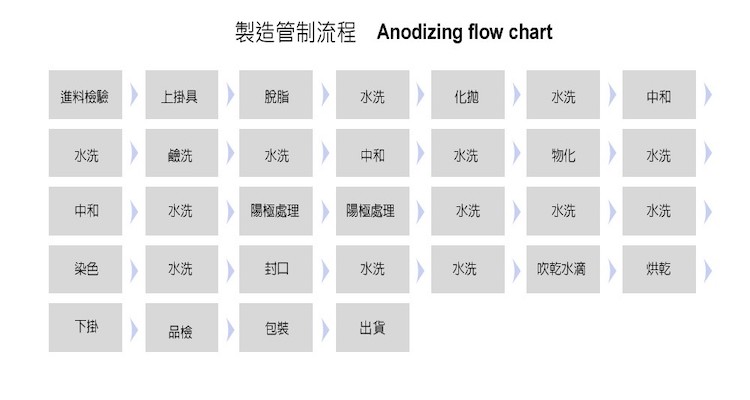 製造管制流程 Anodizing flow chart
進料檢驗 上掛具 脫脂 水洗 化拋 水洗 中和
水洗 鹼洗 水洗 中和 水洗 物化 水洗
中和 水洗 陽極處理 陽極處理 水洗 水洗 水洗
染色 水洗 封口 水洗 水洗 吹乾水滴 烘乾
下掛 品檢 包裝 出貨